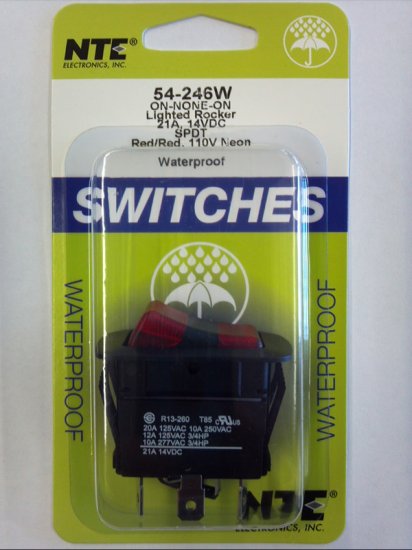 NTE®
ELECTRONICS, INC.
54-246W
ON-NONE-ON
Lighted Rocker
21A, 14VDC
SPDT
Red/Red, 110V Neon
Waterproof
SWITCHES
WATERPROOF
WATERPROOF
R13-260 T85 c RU US
20A 125VAC 10A 250VAC
12A 125VAC 3/4HP
10A 277VAC 3/4HP
21A 14VDC
NTE®
ELECTRONICS, INC.